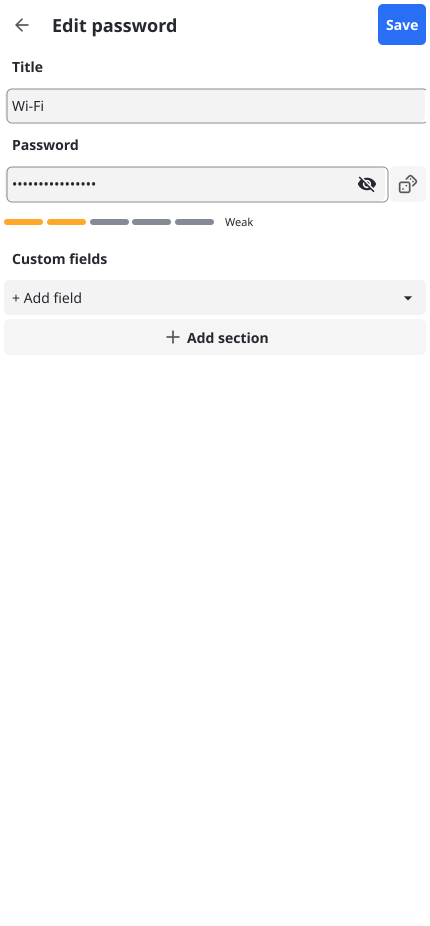 Edit password
Save
Title
Wi-Fi
Password
••••••••••••••••
Weak
Custom fields
+ Add field
Add section